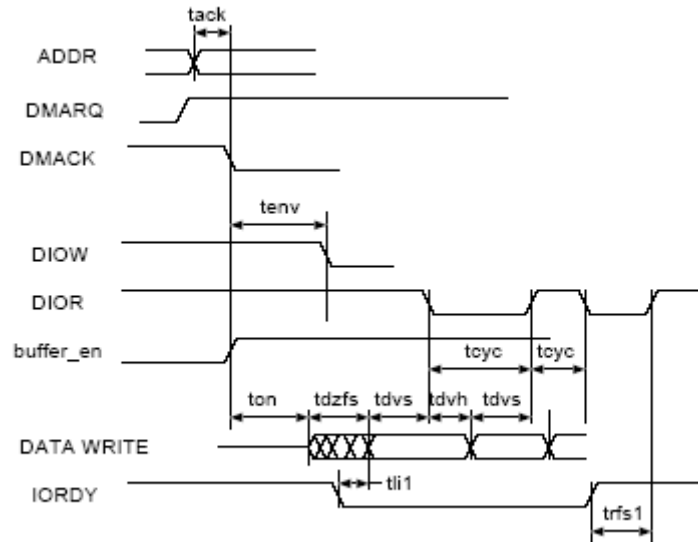 tack
ADDR
DMARQ
DMACK
tenv
DIOW
DIOR
buffer_en
tcyc tcyc
ton tdzfs tdvs tdvh tdvs
DATA WRITE
tli1
IORDY
trfs1